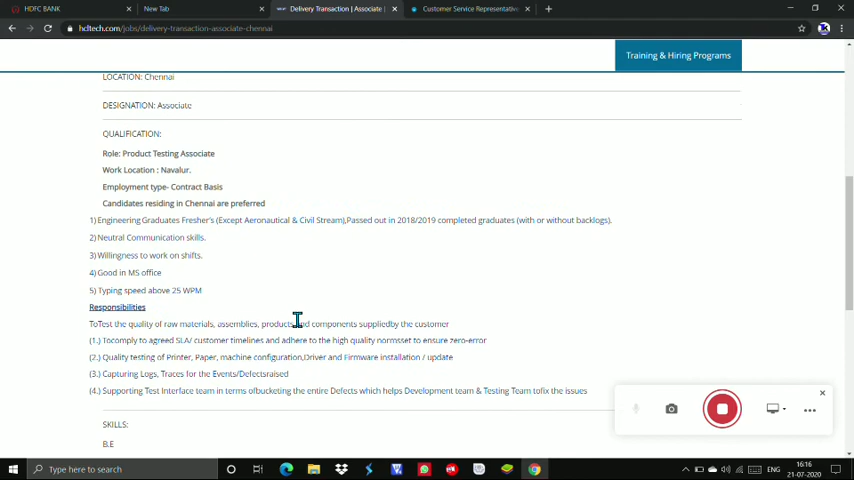 HDFC BANK
New Tab
Delivery Transaction | Associate |
Customer Service Representativ
hcltech.com/jobs/delivery-transaction-associate-chennai
Training & Hiring Programs
LOCATION: Chennai
DESIGNATION: Associate
QUALIFICATION:
Role: Product Testing Associate
Work Location : Navalur.
Employment type- Contract Basis
Candidates residing in Chennai are preferred
1) Engineering Graduates Fresher's (Except Aeronautical & Civil Stream),Passed out in 2018/2019 completed graduates (with or without backlogs).
2) Neutral Communication skills.
3) Willingness to work on shifts.
4) Good in MS office
5) Typing speed above 25 WPM
Responsibilities
ToTest the quality of raw materials, assemblies, products and components suppliedby the customer
(1.) Tocomply to agreed SLA/ customer timelines and adhere to the high quality normsset to ensure zero-error
(2.) Quality testing of Printer, Paper, machine configuration,Driver and Firmware installation / update
(3.) Capturing Logs, Traces for the Events/Defectsraised
(4.) Supporting Test Interface team in terms ofbucketing the entire Defects which helps Development team & Testing Team tofix the issues
SKILLS:
B.E
Type here to search
ENG
16:16
21-07-2020